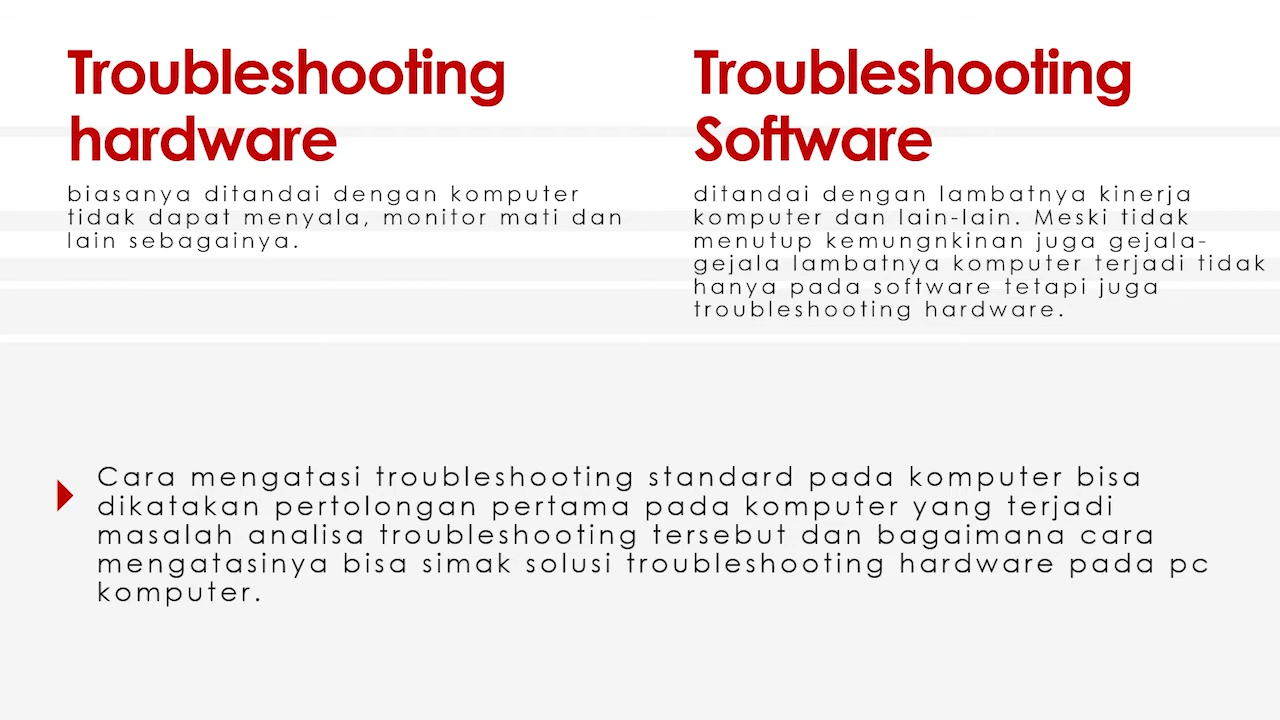 Troubleshooting
hardware
biasanya ditandai dengan komputer
tidak dapat menyala, monitor mati dan
lain sebagainya.
Troubleshooting
Software
ditandai dengan lambatnya kinerja
komputer dan lain-lain. Meski tidak
menutup kemungnkinan juga gejala-
gejala lambatnya komputer terjadi tidak
hanya pada software tetapi juga
troubleshooting hardware.
Cara mengatasi troubleshooting standard pada komputer bisa
dikatakan pertolongan pertama pada komputer yang terjadi
masalah analisa troubleshooting tersebut dan bagaimana cara
mengatasinya bisa simak solusi troubleshooting hardware pada pc
komputer.